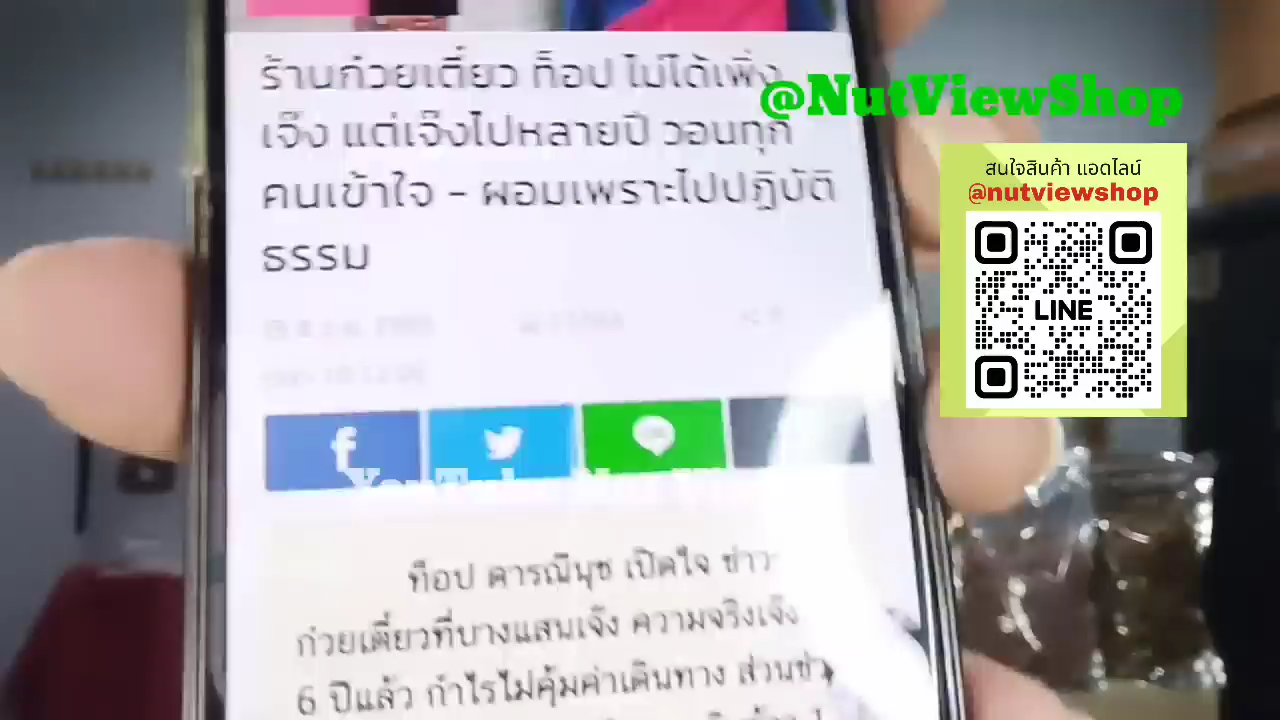 ร้านก๋วยเตี๋ยว ท็อป ไม่ได้เพิ่ง
เจ๊ง แต่เจ๊งไปหลายปี วอนทุก
คนเข้าใจ - ผอมเพราะไปปฏิบัติ
ธรรม
@NutViewShop
สนใจสินค้า แอดไลน์
@nutviewshop
LINE
ท็อป ดารณีนุช เปิดใจ ข่าว
ก๋วยเตี๋ยวที่บางแสนเจ๊ง ความจริงเจ๊ง
6 ปีแล้ว กำไรไม่คุ้มค่าเดินทาง ส่วนข่าว